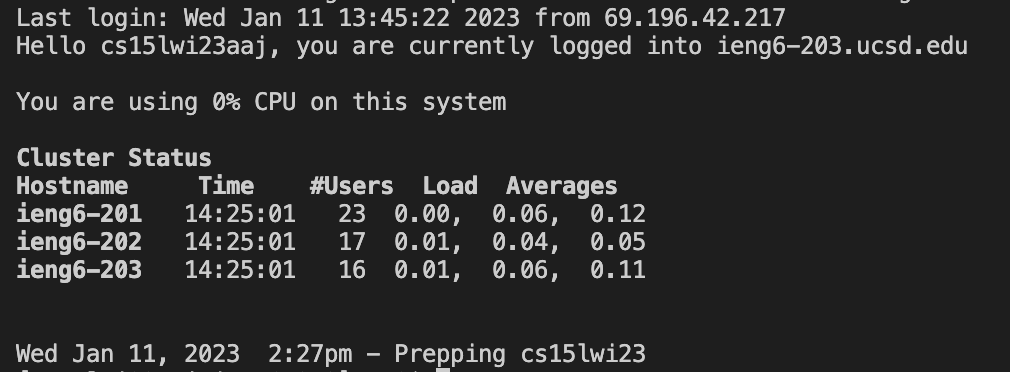 Last login: Wed Jan 11 13:45:22 2023 from 69.196.42.217
Hello cs15lwi23aaj, you are currently logged into ieng6-203.ucsd.edu
You are using 0% CPU on this system
Cluster Status
Hostname     Time    #Users  Load  Averages
ieng6-201   14:25:01   23  0.00,  0.06,  0.12
ieng6-202   14:25:01   17  0.01,  0.04,  0.05
ieng6-203   14:25:01   16  0.01,  0.06,  0.11
Wed Jan 11, 2023  2:27pm - Prepping cs15lwi23